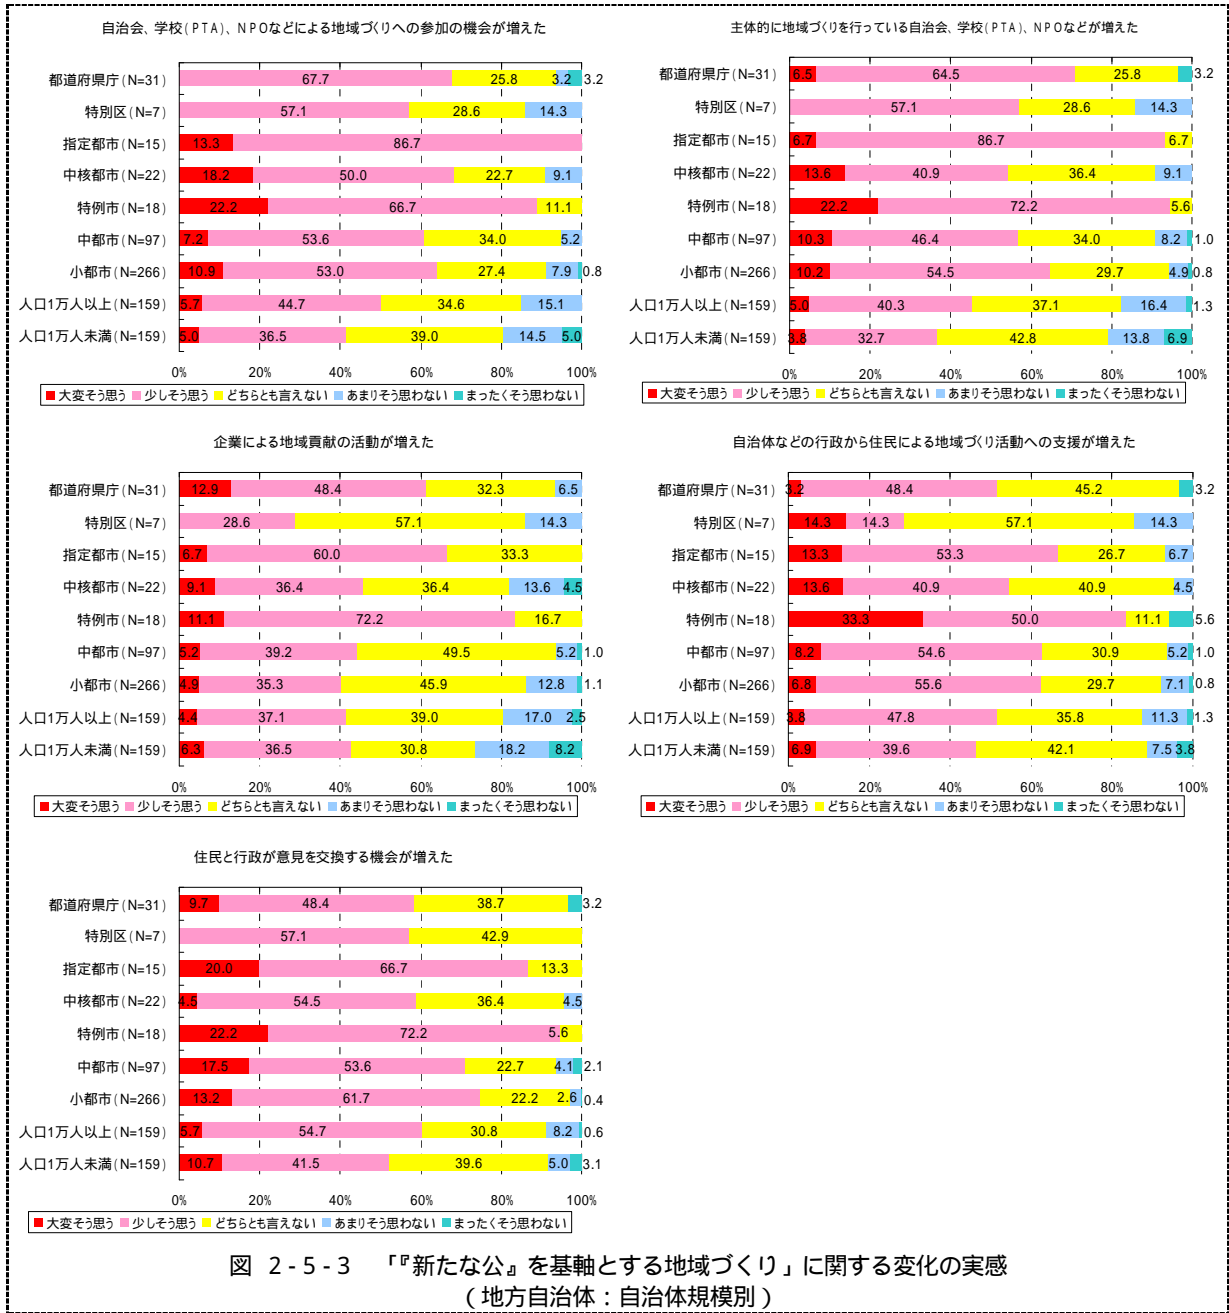 自治会、学校(PTA)、NPOなどによる地域づくりへの参加の機会が増えた
都道府県庁(N=31) 67.7 25.8 3.2 3.2
特別区(N=7) 57.1 28.6 14.3
指定都市(N=15) 13.3 86.7
中核都市(N=22) 18.2 50.0 22.7 9.1
特例市(N=18) 22.2 66.7 11.1
中都市(N=97) 7.2 53.6 34.0 5.2
小都市(N=266) 10.9 53.0 27.4 7.9 0.8
人口1万人以上(N=159) 5.7 44.7 34.6 15.1
人口1万人未満(N=159) 5.0 36.5 39.0 14.5 5.0
0% 20% 40% 60% 80% 100%
大変そう思う 少しそう思う どちらとも言えない あまりそう思わない まったくそう思わない
主体的に地域づくりを行っている自治会、学校(PTA)、NPOなどが増えた
都道府県庁(N=31) 6.5 64.5 25.8 3.2
特別区(N=7) 57.1 28.6 14.3
指定都市(N=15) 6.7 86.7 6.7
中核都市(N=22) 13.6 40.9 36.4 9.1
特例市(N=18) 22.2 72.2 5.6
中都市(N=97) 10.3 46.4 34.0 8.2 1.0
小都市(N=266) 10.2 54.5 29.7 4.9 0.8
人口1万人以上(N=159) 5.0 40.3 37.1 16.4 1.3
人口1万人未満(N=159) 3.8 32.7 42.8 13.8 6.9
0% 20% 40% 60% 80% 100%
大変そう思う 少しそう思う どちらとも言えない あまりそう思わない まったくそう思わない
企業による地域貢献の活動が増えた
都道府県庁(N=31) 12.9 48.4 32.3 6.5
特別区(N=7) 28.6 57.1 14.3
指定都市(N=15) 6.7 60.0 33.3
中核都市(N=22) 9.1 36.4 36.4 13.6 4.5
特例市(N=18) 11.1 72.2 16.7
中都市(N=97) 5.2 39.2 49.5 5.2 1.0
小都市(N=266) 4.9 35.3 45.9 12.8 1.1
人口1万人以上(N=159) 4.4 37.1 39.0 17.0 2.5
人口1万人未満(N=159) 6.3 36.5 30.8 18.2 8.2
0% 20% 40% 60% 80% 100%
大変そう思う 少しそう思う どちらとも言えない あまりそう思わない まったくそう思わない
自治体などの行政から住民による地域づくり活動への支援が増えた
都道府県庁(N=31) 3.2 48.4 45.2 3.2
特別区(N=7) 14.3 14.3 57.1 14.3
指定都市(N=15) 13.3 53.3 26.7 6.7
中核都市(N=22) 13.6 40.9 40.9 4.5
特例市(N=18) 33.3 50.0 11.1 5.6
中都市(N=97) 8.2 54.6 30.9 5.2 1.0
小都市(N=266) 6.8 55.6 29.7 7.1 0.8
人口1万人以上(N=159) 3.8 47.8 35.8 11.3 1.3
人口1万人未満(N=159) 6.9 39.6 42.1 7.5 3.8
0% 20% 40% 60% 80% 100%
大変そう思う 少しそう思う どちらとも言えない あまりそう思わない まったくそう思わない
住民と行政が意見を交換する機会が増えた
都道府県庁(N=31) 9.7 48.4 38.7 3.2
特別区(N=7) 57.1 42.9
指定都市(N=15) 20.0 66.7 13.3
中核都市(N=22) 4.5 54.5 36.4 4.5
特例市(N=18) 22.2 72.2 5.6
中都市(N=97) 17.5 53.6 22.7 4.1 2.1
小都市(N=266) 13.2 61.7 22.2 2.6 0.4
人口1万人以上(N=159) 5.7 54.7 30.8 8.2 0.6
人口1万人未満(N=159) 10.7 41.5 39.6 5.0 3.1
0% 20% 40% 60% 80% 100%
大変そう思う 少しそう思う どちらとも言えない あまりそう思わない まったくそう思わない
図 2-5-3 「『新たな公』を基軸とする地域づくり」に関する変化の実感
(地方自治体:自治体規模別)